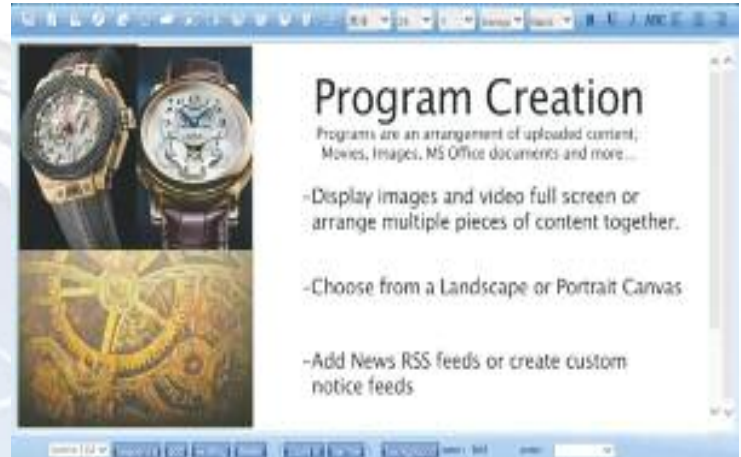 B U I ABC
Program Creation
Programs are an arrangement of uploaded content,
Movies, Images, MS Office documents and more...
-Display images and video full screen or
arrange multiple pieces of content together.
-Choose from a Landscape or Portrait Canvas
-Add News RSS feeds or create custom
notice feeds